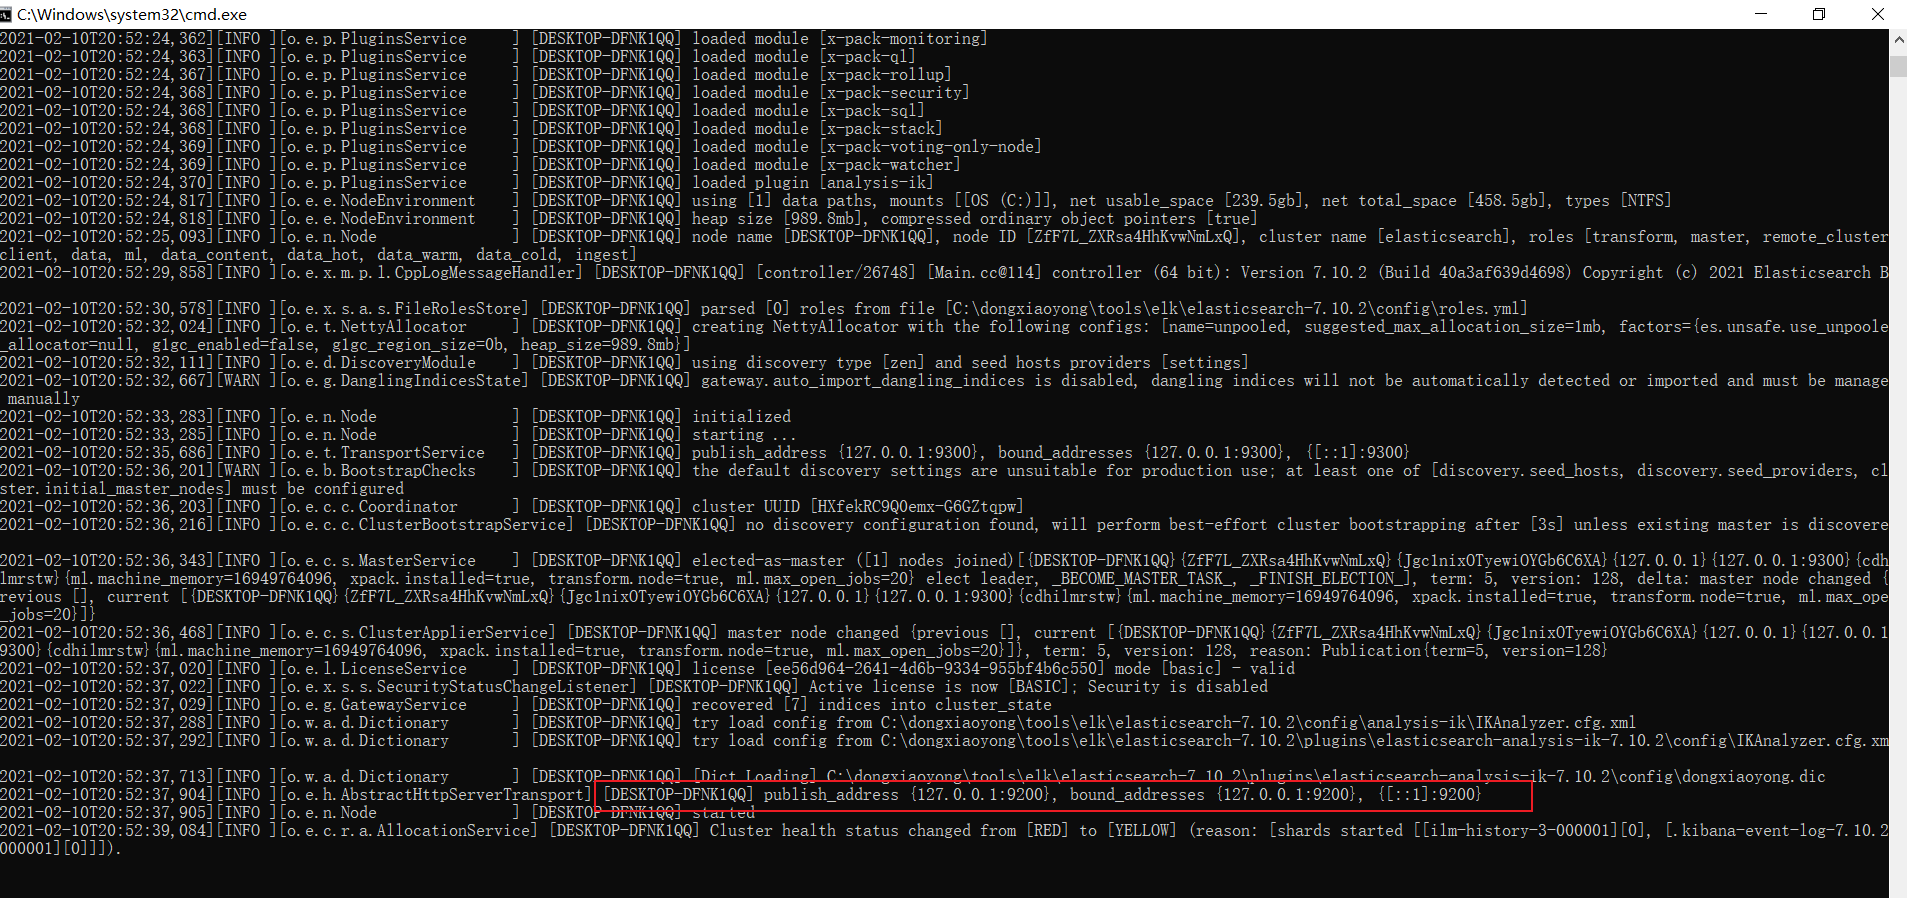 C:\Windows\system32\cmd.exe
2021-02-10T20:52:24,362][INFO ][o.e.p.PluginsService     ] [DESKTOP-DFNK1QQ] loaded module [x-pack-monitoring]
2021-02-10T20:52:24,363][INFO ][o.e.p.PluginsService     ] [DESKTOP-DFNK1QQ] loaded module [x-pack-ql]
2021-02-10T20:52:24,367][INFO ][o.e.p.PluginsService     ] [DESKTOP-DFNK1QQ] loaded module [x-pack-rollup]
2021-02-10T20:52:24,368][INFO ][o.e.p.PluginsService     ] [DESKTOP-DFNK1QQ] loaded module [x-pack-security]
2021-02-10T20:52:24,368][INFO ][o.e.p.PluginsService     ] [DESKTOP-DFNK1QQ] loaded module [x-pack-sql]
2021-02-10T20:52:24,368][INFO ][o.e.p.PluginsService     ] [DESKTOP-DFNK1QQ] loaded module [x-pack-stack]
2021-02-10T20:52:24,369][INFO ][o.e.p.PluginsService     ] [DESKTOP-DFNK1QQ] loaded module [x-pack-voting-only-node]
2021-02-10T20:52:24,369][INFO ][o.e.p.PluginsService     ] [DESKTOP-DFNK1QQ] loaded module [x-pack-watcher]
2021-02-10T20:52:24,370][INFO ][o.e.p.PluginsService     ] [DESKTOP-DFNK1QQ] loaded plugin [analysis-ik]
2021-02-10T20:52:24,817][INFO ][o.e.e.NodeEnvironment    ] [DESKTOP-DFNK1QQ] using [1] data paths, mounts [[OS (C:)]], net usable_space [239.5gb], net total_space [458.5gb], types [NTFS]
2021-02-10T20:52:24,818][INFO ][o.e.e.NodeEnvironment    ] [DESKTOP-DFNK1QQ] heap size [989.8mb], compressed ordinary object pointers [true]
2021-02-10T20:52:25,093][INFO ][o.e.n.Node               ] [DESKTOP-DFNK1QQ] node name [DESKTOP-DFNK1QQ], node ID [ZfF7L_ZXRsa4HhKvwNmLxQ], cluster name [elasticsearch], roles [transform, master, remote_cluster
client, data, ml, data_content, data_hot, data_warm, data_cold, ingest]
2021-02-10T20:52:29,858][INFO ][o.e.x.m.p.l.CppLogMessageHandler] [DESKTOP-DFNK1QQ] [controller/26748] [Main.cc@114] controller (64 bit): Version 7.10.2 (Build 40a3af639d4698) Copyright (c) 2021 Elasticsearch B
2021-02-10T20:52:30,578][INFO ][o.e.x.s.a.s.FileRolesStore] [DESKTOP-DFNK1QQ] parsed [0] roles from file [C:\dongxiaoyong\tools\elk\elasticsearch-7.10.2\config\roles.yml]
2021-02-10T20:52:32,024][INFO ][o.e.t.NettyAllocator     ] [DESKTOP-DFNK1QQ] creating NettyAllocator with the following configs: [name=unpooled, suggested_max_allocation_size=1mb, factors={es.unsafe.use_unpoole
_allocator=null, g1gc_enabled=false, g1gc_region_size=0b, heap_size=989.8mb}]
2021-02-10T20:52:32,111][INFO ][o.e.d.DiscoveryModule    ] [DESKTOP-DFNK1QQ] using discovery type [zen] and seed hosts providers [settings]
2021-02-10T20:52:32,667][WARN ][o.e.g.DanglingIndicesState] [DESKTOP-DFNK1QQ] gateway.auto_import_dangling_indices is disabled, dangling indices will not be automatically detected or imported and must be manage
manually
2021-02-10T20:52:33,283][INFO ][o.e.n.Node               ] [DESKTOP-DFNK1QQ] initialized
2021-02-10T20:52:33,285][INFO ][o.e.n.Node               ] [DESKTOP-DFNK1QQ] starting ...
2021-02-10T20:52:35,686][INFO ][o.e.t.TransportService   ] [DESKTOP-DFNK1QQ] publish_address {127.0.0.1:9300}, bound_addresses {127.0.0.1:9300}, {[::1]:9300}
2021-02-10T20:52:36,201][WARN ][o.e.b.BootstrapChecks    ] [DESKTOP-DFNK1QQ] the default discovery settings are unsuitable for production use; at least one of [discovery.seed_hosts, discovery.seed_providers, cl
ster.initial_master_nodes] must be configured
2021-02-10T20:52:36,203][INFO ][o.e.c.c.Coordinator      ] [DESKTOP-DFNK1QQ] cluster UUID [HXfekRC9Q0emx-G6GZtqpw]
2021-02-10T20:52:36,216][INFO ][o.e.c.c.ClusterBootstrapService] [DESKTOP-DFNK1QQ] no discovery configuration found, will perform best-effort cluster bootstrapping after [3s] unless existing master is discovere
2021-02-10T20:52:36,343][INFO ][o.e.c.s.MasterService    ] [DESKTOP-DFNK1QQ] elected-as-master ([1] nodes joined)[{DESKTOP-DFNK1QQ}{ZfF7L_ZXRsa4HhKvwNmLxQ}{Jgc1nixOTyewiOYGb6C6XA}{127.0.0.1}{127.0.0.1:9300}{cdh
lmrstw}{ml.machine_memory=16949764096, xpack.installed=true, transform.node=true, ml.max_open_jobs=20} elect leader, _BECOME_MASTER_TASK_, _FINISH_ELECTION_], term: 5, version: 128, delta: master node changed {
revious [], current [{DESKTOP-DFNK1QQ}{ZfF7L_ZXRsa4HhKvwNmLxQ}{Jgc1nixOTyewiOYGb6C6XA}{127.0.0.1}{127.0.0.1:9300}{cdhilmrstw}{ml.machine_memory=16949764096, xpack.installed=true, transform.node=true, ml.max_ope
_jobs=20}]}
2021-02-10T20:52:36,468][INFO ][o.e.c.s.ClusterApplierService] [DESKTOP-DFNK1QQ] master node changed {previous [], current [{DESKTOP-DFNK1QQ}{ZfF7L_ZXRsa4HhKvwNmLxQ}{Jgc1nixOTyewiOYGb6C6XA}{127.0.0.1}{127.0.0.1
9300}{cdhilmrstw}{ml.machine_memory=16949764096, xpack.installed=true, transform.node=true, ml.max_open_jobs=20}]}, term: 5, version: 128, reason: Publication{term=5, version=128}
2021-02-10T20:52:37,020][INFO ][o.e.l.LicenseService     ] [DESKTOP-DFNK1QQ] license [ee56d964-2641-4d6b-9334-955bf4b6c550] mode [basic] - valid
2021-02-10T20:52:37,022][INFO ][o.e.x.s.s.SecurityStatusChangeListener] [DESKTOP-DFNK1QQ] Active license is now [BASIC]; Security is disabled
2021-02-10T20:52:37,029][INFO ][o.e.g.GatewayService     ] [DESKTOP-DFNK1QQ] recovered [7] indices into cluster_state
2021-02-10T20:52:37,288][INFO ][o.w.a.d.Dictionary       ] [DESKTOP-DFNK1QQ] try load config from C:\dongxiaoyong\tools\elk\elasticsearch-7.10.2\config\analysis-ik\IKAnalyzer.cfg.xml
2021-02-10T20:52:37,292][INFO ][o.w.a.d.Dictionary       ] [DESKTOP-DFNK1QQ] try load config from C:\dongxiaoyong\tools\elk\elasticsearch-7.10.2\plugins\elasticsearch-analysis-ik-7.10.2\config\IKAnalyzer.cfg.xm
2021-02-10T20:52:37,713][INFO ][o.w.a.d.Dictionary       ] [DESKTOP-DFNK1QQ] [Dict Loading] C:\dongxiaoyong\tools\elk\elasticsearch-7.10.2\plugins\elasticsearch-analysis-ik-7.10.2\config\dongxiaoyong.dic
2021-02-10T20:52:37,904][INFO ][o.e.h.AbstractHttpServerTransport] [DESKTOP-DFNK1QQ] publish_address {127.0.0.1:9200}, bound_addresses {127.0.0.1:9200}, {[::1]:9200}
2021-02-10T20:52:37,905][INFO ][o.e.n.Node               ] [DESKTOP-DFNK1QQ] started
2021-02-10T20:52:39,084][INFO ][o.e.c.r.a.AllocationService] [DESKTOP-DFNK1QQ] Cluster health status changed from [RED] to [YELLOW] (reason: [shards started [[ilm-history-3-000001][0], [.kibana-event-log-7.10.2
000001][0]]]).